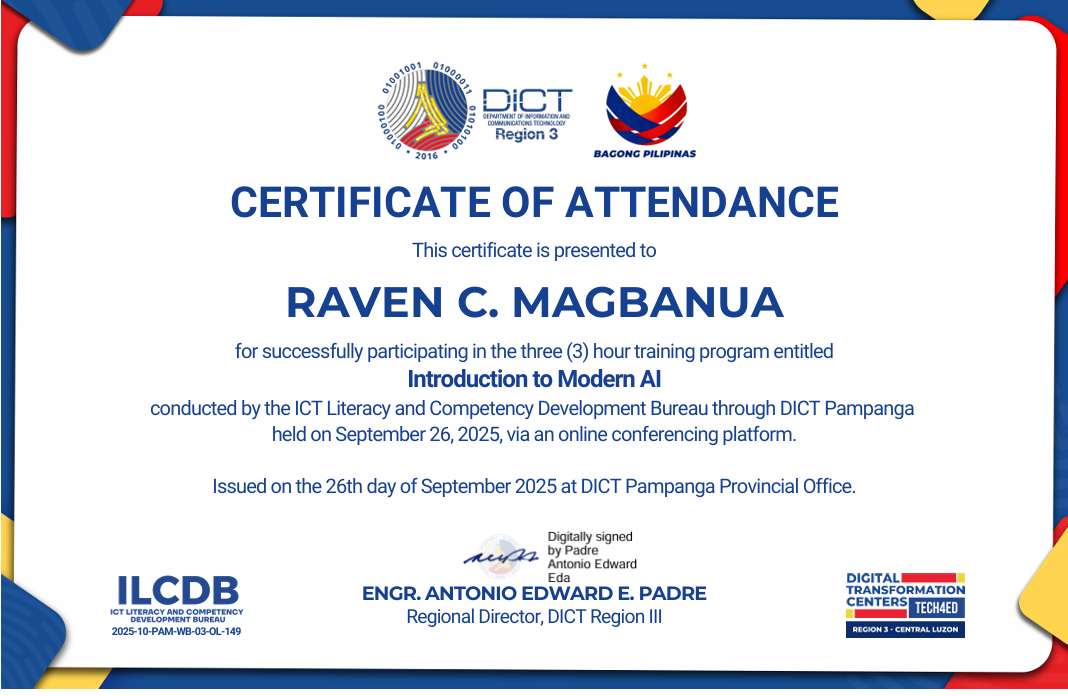 01001001 01000011 01010100 01000100
2016
DICT
DEPARTMENT OF INFORMATION AND
COMMUNICATIONS TECHNOLOGY
Region 3
BAGONG PILIPINAS
CERTIFICATE OF ATTENDANCE
This certificate is presented to
RAVEN C. MAGBANUA
for successfully participating in the three (3) hour training program entitled
Introduction to Modern AI
conducted by the ICT Literacy and Competency Development Bureau through DICT Pampanga
held on September 26, 2025, via an online conferencing platform.
Issued on the 26th day of September 2025 at DICT Pampanga Provincial Office.
Digitally signed
by Padre
Antonio Edward
Eda
ENGR. ANTONIO EDWARD E. PADRE
Regional Director, DICT Region III
ILCDB
ICT LITERACY AND COMPETENCY
DEVELOPMENT BUREAU
2025-10-PAM-WB-03-OL-149
DIGITAL
TRANSFORMATION
CENTERS TECH4ED
REGION 3 • CENTRAL LUZON